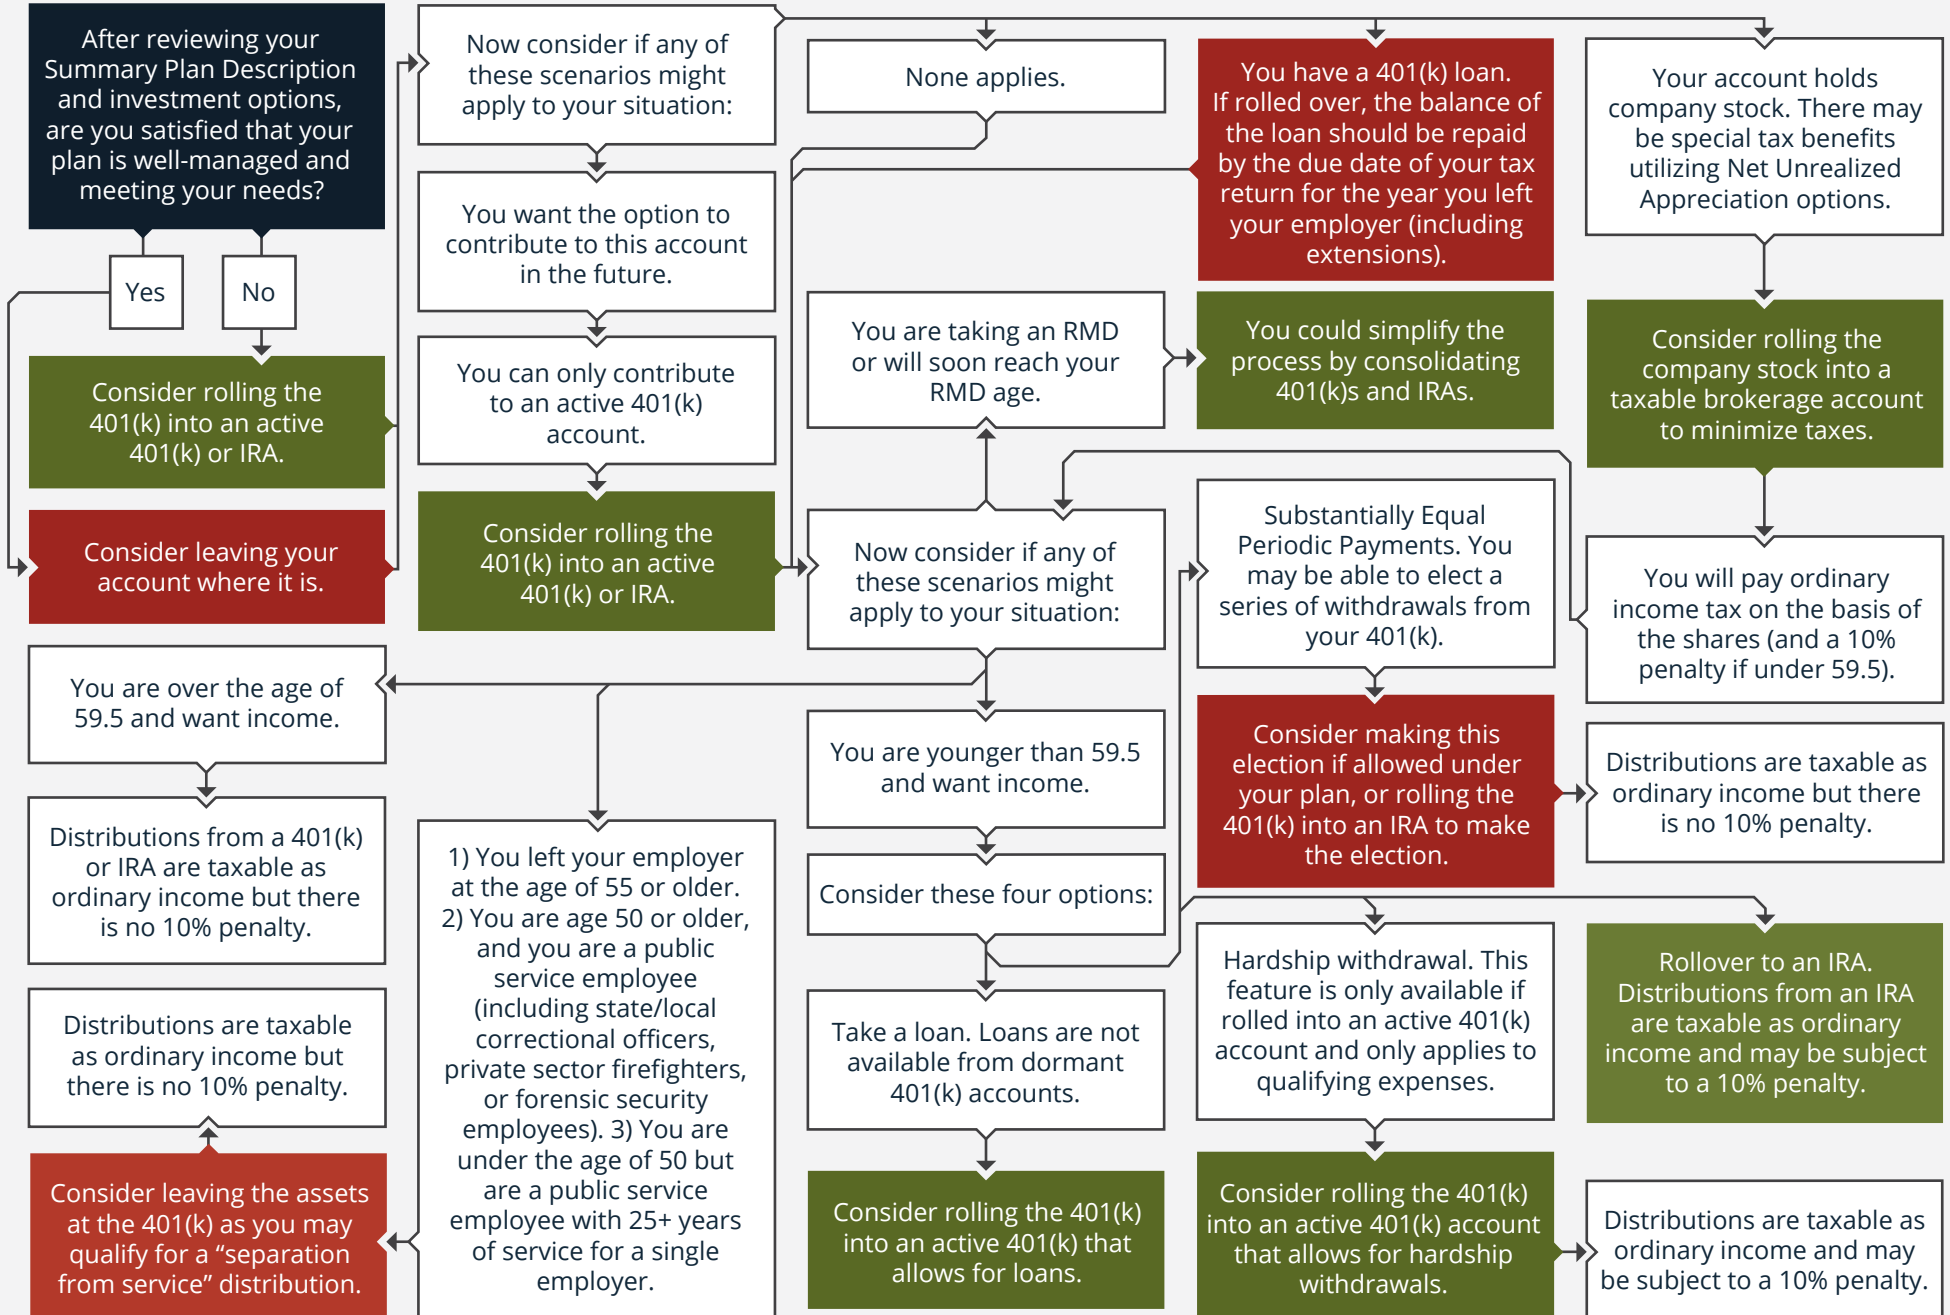 After reviewing your
Summary Plan Description
and investment options,
are you satisfied that your
plan is well-managed and
meeting your needs?
Yes
No
Consider rolling the
401(k) into an active
401(k) or IRA.
Consider leaving your
account where it is.
Now consider if any of
these scenarios might
apply to your situation:
You want the option to
contribute to this account
in the future.
You can only contribute
to an active 401(k)
account.
Consider rolling the
401(k) into an active
401(k) or IRA.
None applies.
You have a 401(k) loan.
If rolled over, the balance of
the loan should be repaid
by the due date of your tax
return for the year you left
your employer (including
extensions).
Your account holds
company stock. There may
be special tax benefits
utilizing Net Unrealized
Appreciation options.
Consider rolling the
company stock into a
taxable brokerage account
to minimize taxes.
You will pay ordinary
income tax on the basis of
the shares (and a 10%
penalty if under 59.5).
Now consider if any of
these scenarios might
apply to your situation:
You are taking an RMD
or will soon reach your
RMD age.
You could simplify the
process by consolidating
401(k)s and IRAs.
You are over the age of
59.5 and want income.
Distributions from a 401(k)
or IRA are taxable as
ordinary income but there
is no 10% penalty.
1) You left your employer
at the age of 55 or older.
2) You are age 50 or older,
and you are a public
service employee
(including state/local
correctional officers,
private sector firefighters,
or forensic security
employees). 3) You are
under the age of 50 but
are a public service
employee with 25+ years
of service for a single
employer.
Consider leaving the assets
at the 401(k) as you may
qualify for a “separation
from service” distribution.
Distributions are taxable
as ordinary income but
there is no 10% penalty.
You are younger than 59.5
and want income.
Consider these four options:
Take a loan. Loans are not
available from dormant
401(k) accounts.
Consider rolling the 401(k)
into an active 401(k) that
allows for loans.
Substantially Equal
Periodic Payments. You
may be able to elect a
series of withdrawals from
your 401(k).
Consider making this
election if allowed under
your plan, or rolling the
401(k) into an IRA to make
the election.
Distributions are taxable as
ordinary income but there
is no 10% penalty.
Hardship withdrawal. This
feature is only available if
rolled into an active 401(k)
account and only applies to
qualifying expenses.
Consider rolling the 401(k)
into an active 401(k) account
that allows for hardship
withdrawals.
Distributions are taxable as
ordinary income and may
be subject to a 10% penalty.
Rollover to an IRA.
Distributions from an IRA
are taxable as ordinary
income and may be subject
to a 10% penalty.